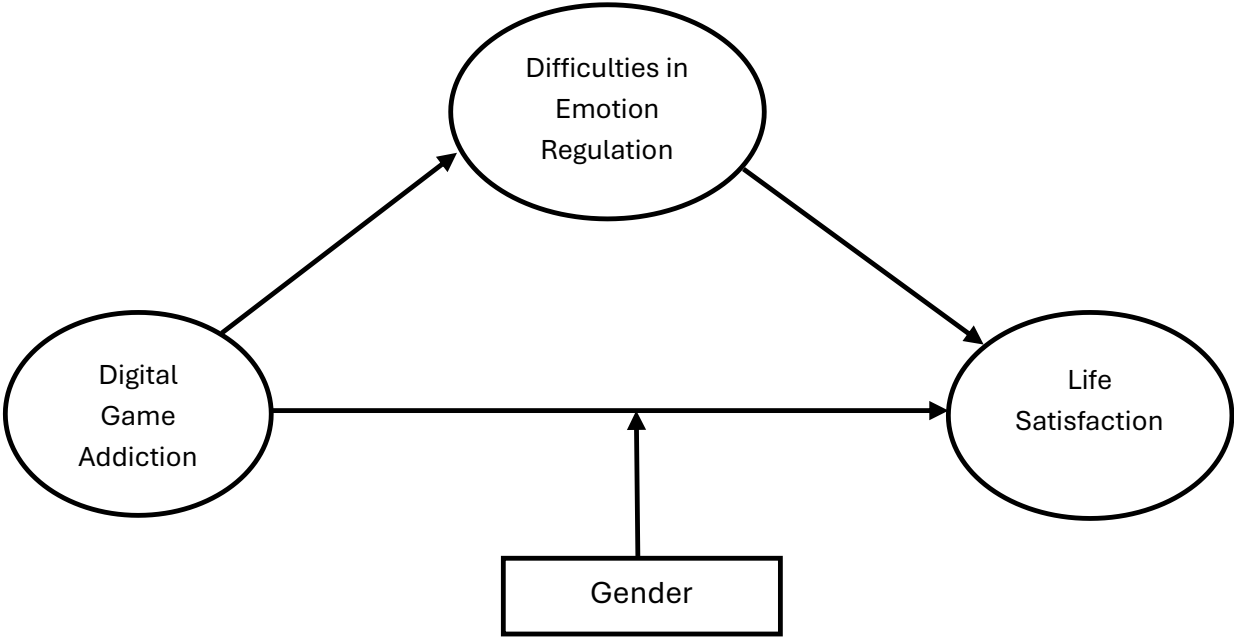 Difficulties in
Emotion
Regulation
Digital
Game
Addiction
Life
Satisfaction
Gender